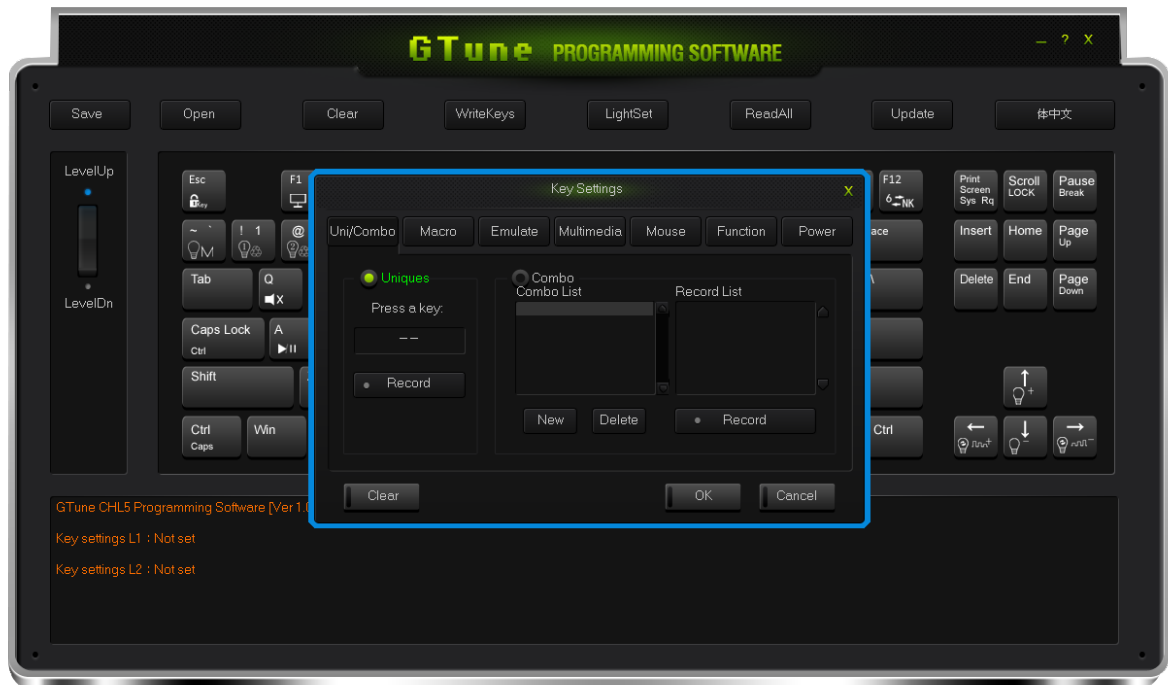 GTune PROGRAMMING SOFTWARE
– ? X
Save Open Clear WriteKeys LightSet ReadAll Update 体中文
LevelUp
LevelDn
Esc
F1
F12
6 NK
Print Screen Sys Rq
Scroll LOCK
Pause Break
~ `
M
! 1
@
ace
Insert
Home
Page Up
Tab
Q
X
\
Delete
End
Page Down
Caps Lock
Ctrl
A
Shift
Ctrl
Caps
Win
Ctrl
Key Settings X
Uni/Combo Macro Emulate Multimedia Mouse Function Power
Uniques
Press a key:
--
Record
Combo
Combo List Record List
New Delete Record
Clear OK Cancel
GTune CHL5 Programming Software [Ver 1.
Key settings L1 : Not set
Key settings L2 : Not set